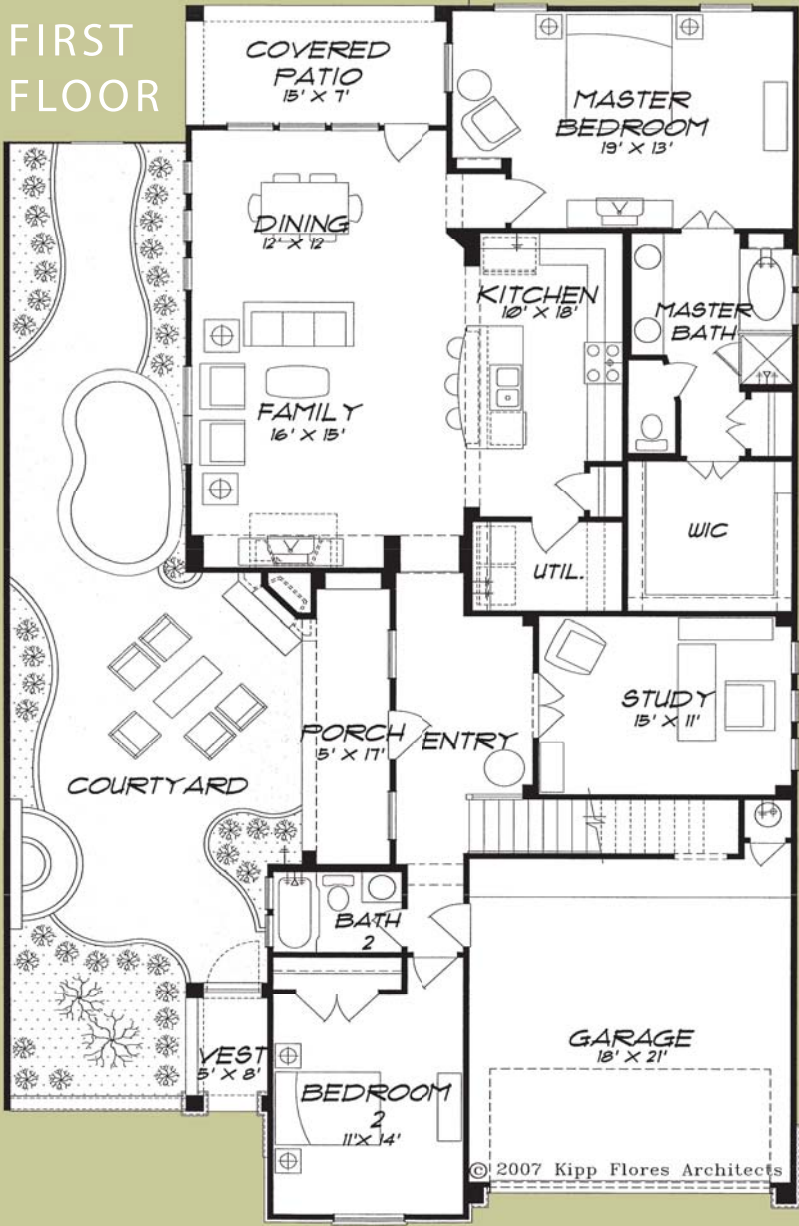 FIRST
FLOOR
COVERED
PATIO
15' X 7'
MASTER
BEDROOM
19' X 13'
DINING
12' X 12
KITCHEN
10' X 18'
MASTER
BATH
FAMILY
16' X 15'
WIC
UTIL.
STUDY
15' X 11'
PORCH
5' X 17'
ENTRY
COURTYARD
BATH
2
VEST
5' X 8'
GARAGE
18' X 21'
BEDROOM
2
11' X 14'
© 2007 Kipp Flores Architects